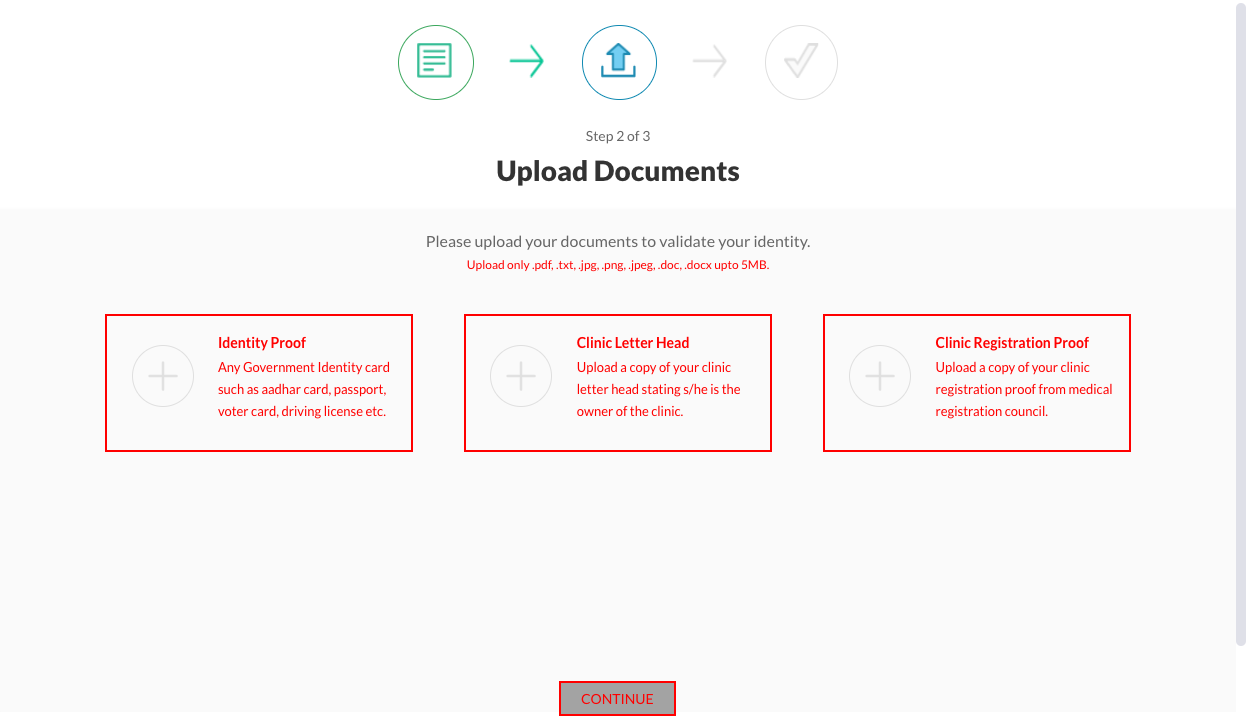 Step 2 of 3
Upload Documents
Please upload your documents to validate your identity.
Upload only .pdf, .txt, .jpg, .png, .jpeg, .doc, .docx upto 5MB.
Identity Proof
Any Government Identity card
such as aadhar card, passport,
voter card, driving license etc.
Clinic Letter Head
Upload a copy of your clinic
letter head stating s/he is the
owner of the clinic.
Clinic Registration Proof
Upload a copy of your clinic
registration proof from medical
registration council.
CONTINUE